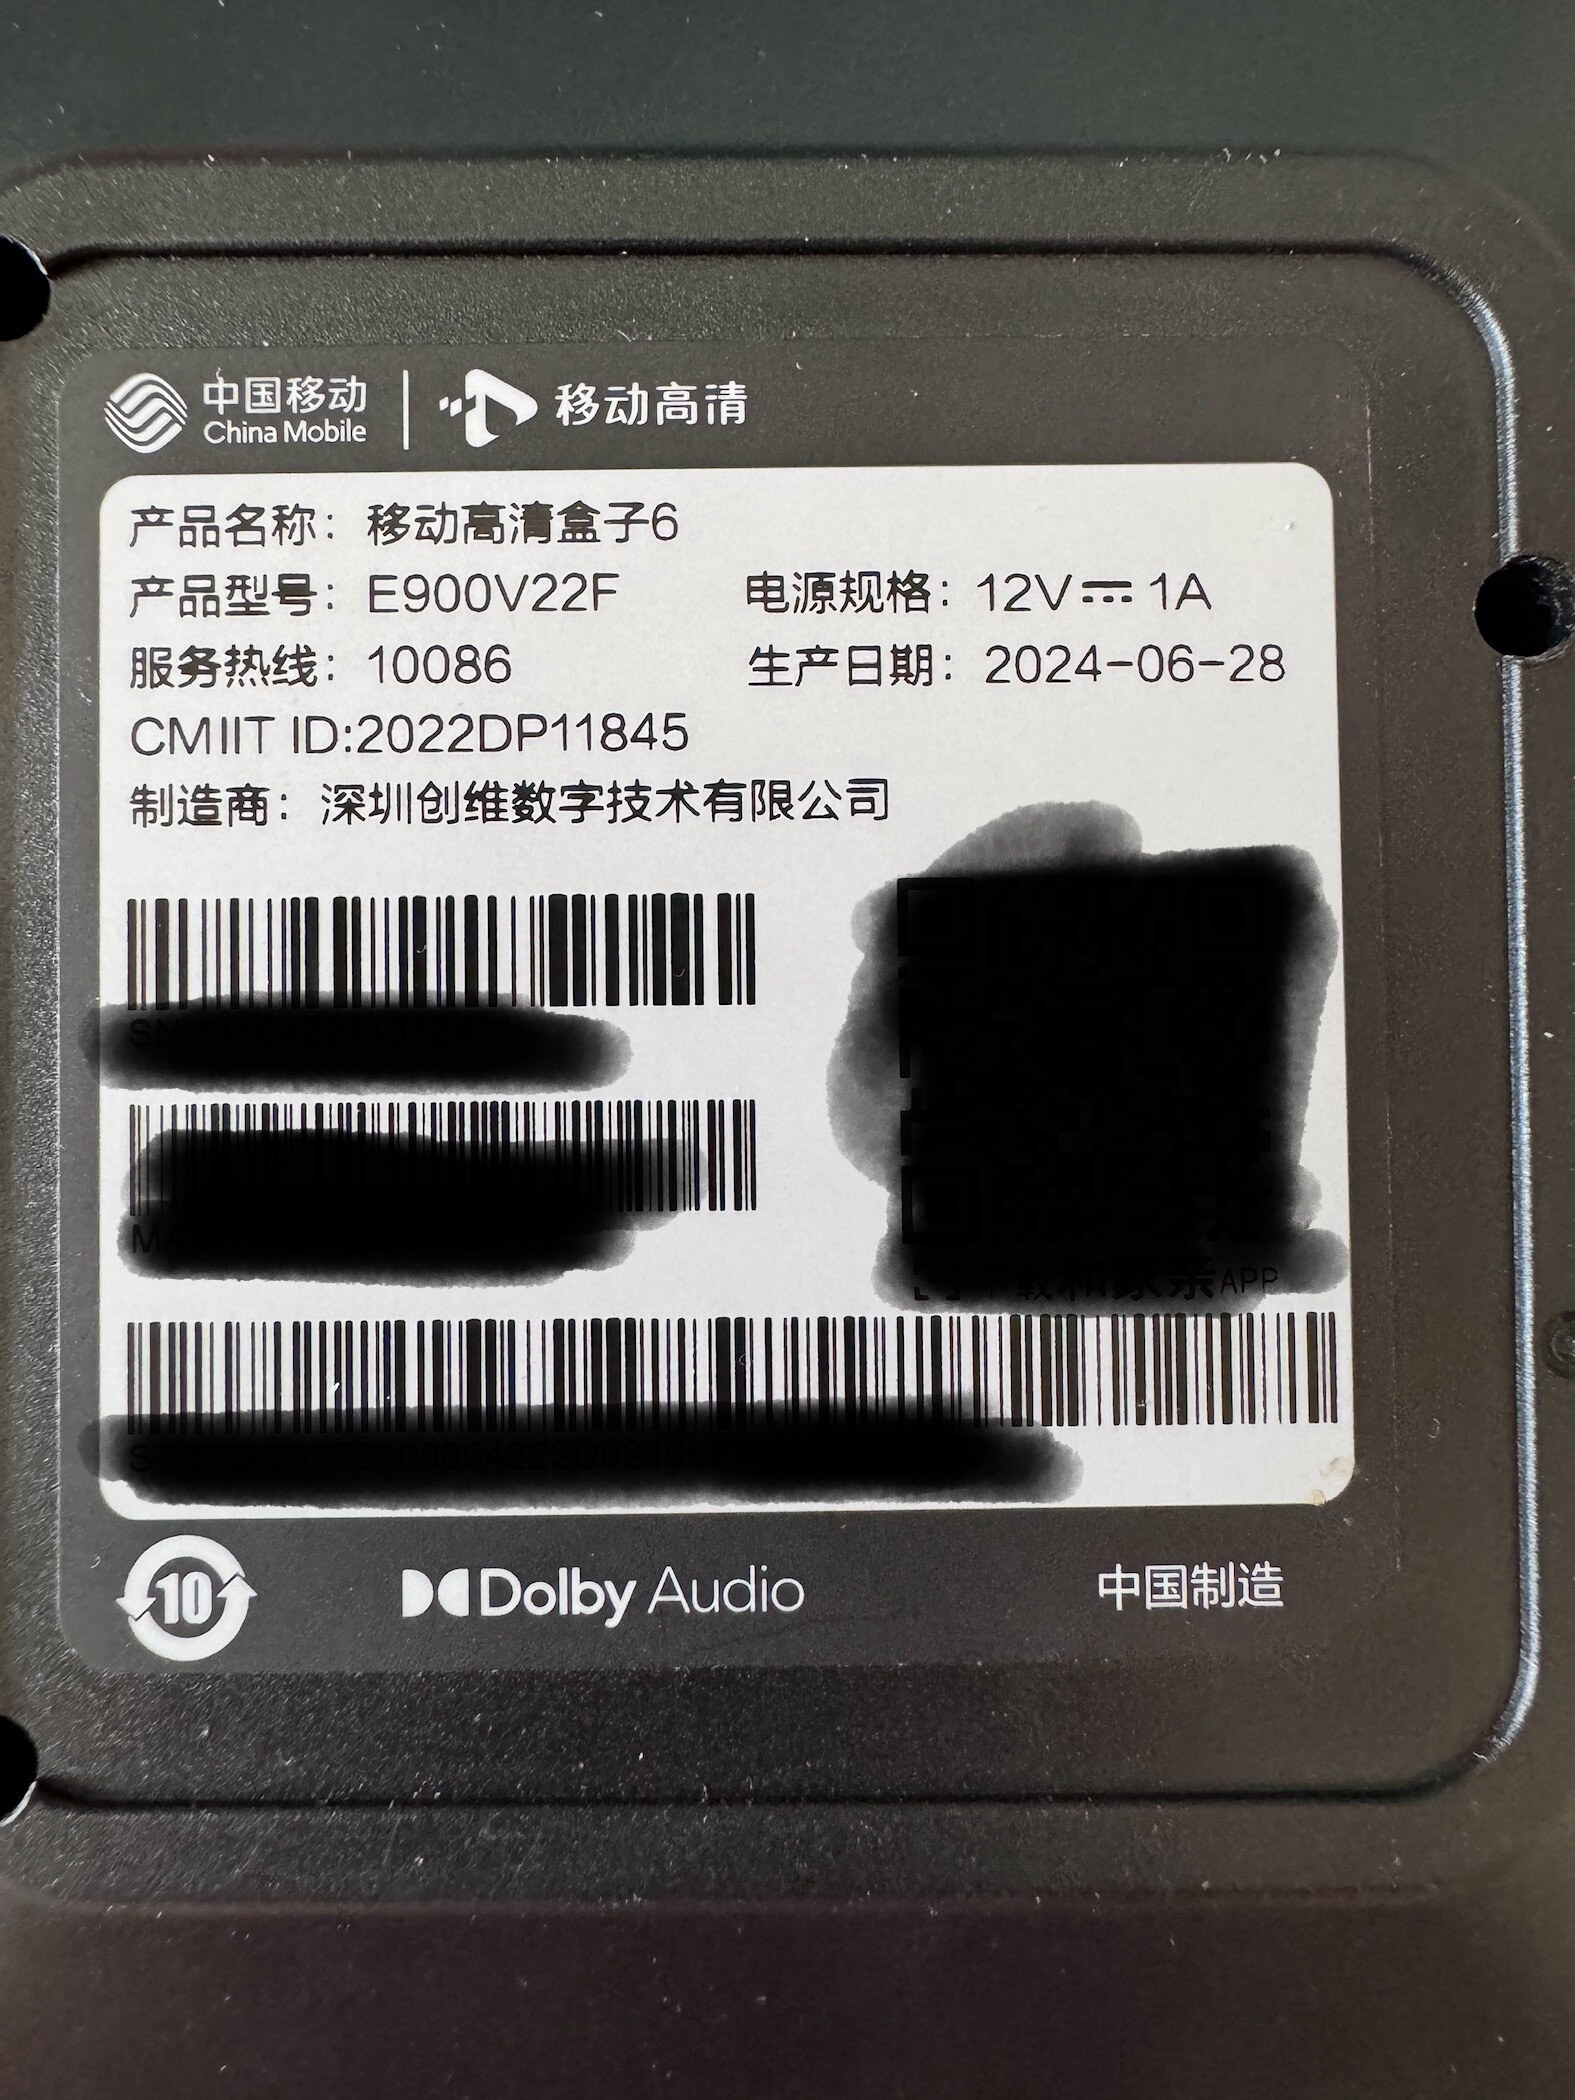 中国移动
China Mobile
移动高清
产品名称：移动高清盒子6
产品型号：E900V22F
电源规格：12V⎓1A
服务热线：10086
生产日期：2024-06-28
CMIIT ID:2022DP11845
制造商：深圳创维数字技术有限公司
APP
10
Dolby Audio
中国制造